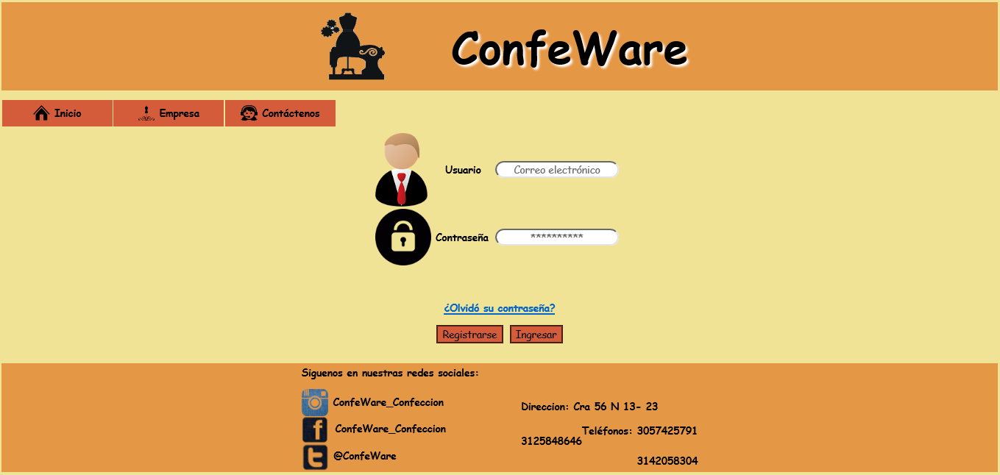 ConfeWare
Inicio
Empresa
Contáctenos
Usuario
Correo electrónico
Contraseña
**********
¿Olvidó su contraseña?
Registrarse
Ingresar
Siguenos en nuestras redes sociales:
ConfeWare_Confeccion
ConfeWare_Confeccion
@ConfeWare
Direccion: Cra 56 N 13- 23
Teléfonos: 3057425791
3125848646
3142058304